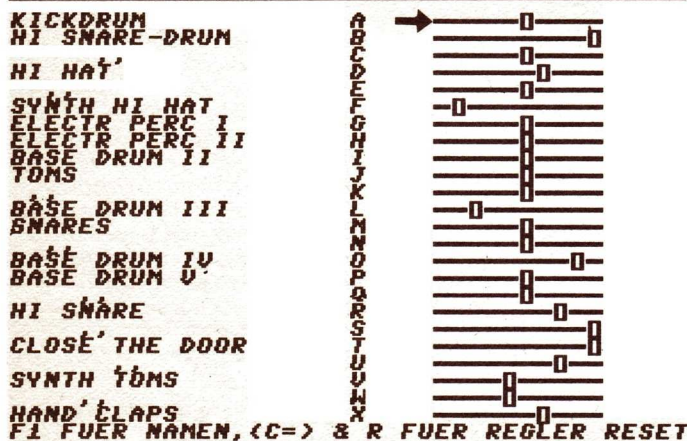 KICKDRUM A
HI SNARE-DRUM B
'' C
HI HAT D
'' E
SYNTH HI HAT F
ELECTR PERC I G
ELECTR PERC II H
BASE DRUM II I
TOMS J
'' K
BASE DRUM III L
SNARES M
'' N
BASE DRUM IV O
BASE DRUM V P
'' Q
HI SNARE R
'' S
CLOSE THE DOOR T
'' U
SYNTH TOMS V
'' W
HAND CLAPS X
F1 FUER NAMEN,<C=> & R FUER REGLER RESET